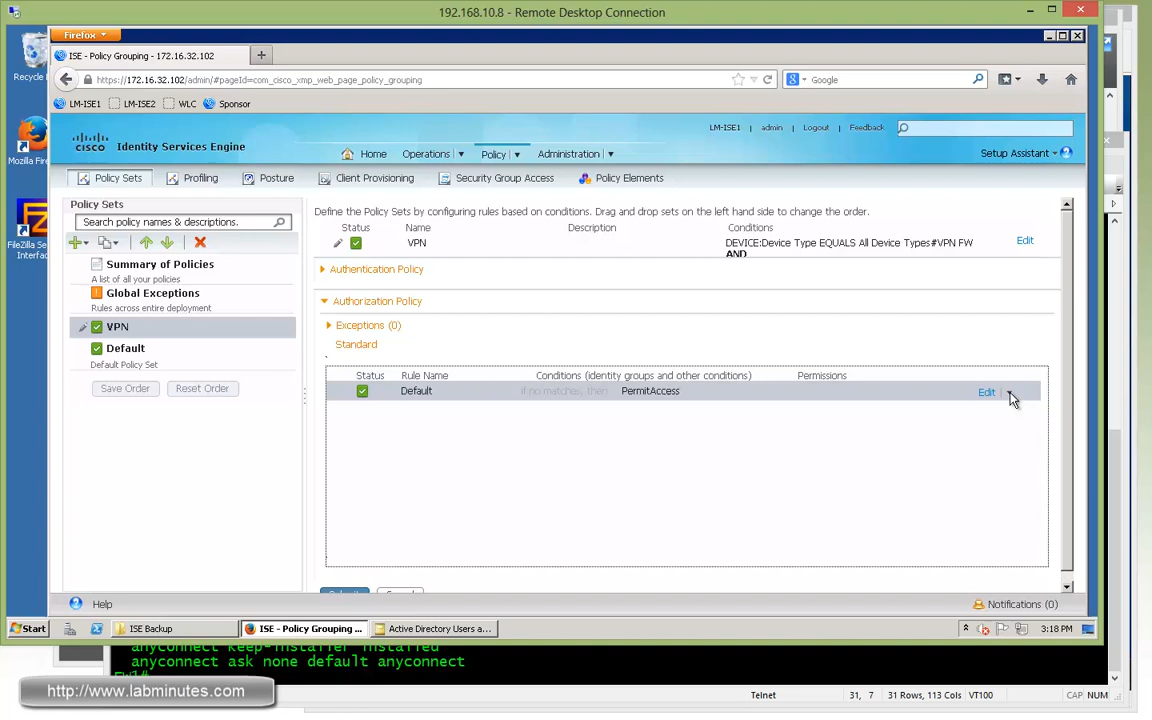 192.168.10.8 - Remote Desktop Connection
Recycle
Mozilla Fire
FileZilla Se
Interfac
Firefox
ISE - Policy Grouping - 172.16.32.102
https://172.16.32.102/admin/#pageId=com_cisco_xmp_web_page_policy_grouping
Google
LM-ISE1 LM-ISE2 WLC Sponsor
cisco Identity Services Engine
LM-ISE1 | admin | Logout | Feedback
Home Operations | Policy | Administration |
Setup Assistant
Policy Sets Profiling Posture Client Provisioning Security Group Access Policy Elements
Policy Sets
Search policy names & descriptions.
Summary of Policies
A list of all your policies
Global Exceptions
Rules across entire deployment
VPN
Default
Default Policy Set
Save Order Reset Order
Define the Policy Sets by configuring rules based on conditions. Drag and drop sets on the left hand side to change the order.
Status Name Description Conditions
VPN DEVICE:Device Type EQUALS All Device Types#VPN FW Edit
AND
Authentication Policy
Authorization Policy
Exceptions (0)
Standard
Status Rule Name Conditions (identity groups and other conditions) Permissions
Default if no matches, then PermitAccess Edit |
Help
Notifications (0)
Start ISE Backup ISE - Policy Grouping ... Active Directory Users a... 3:18 PM
anyconnect keep-installer installed
anyconnect ask none default anyconnect
FW1#
http://www.labminutes.com
Telnet 31, 7 31 Rows, 113 Cols VT100 CAP NUM